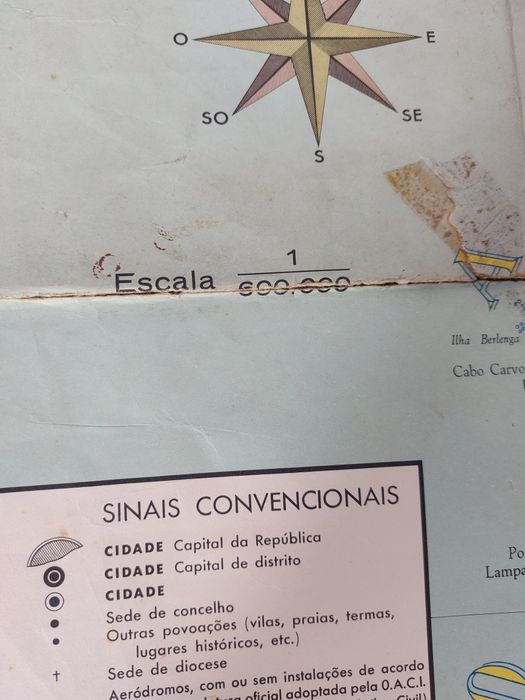 O
E
SO
SE
S
Escala 1
600.000
Ilha Berlenga
Cabo Carvo
SINAIS CONVENCIONAIS
CIDADE Capital da República
CIDADE Capital de distrito
CIDADE
Sede de concelho
Outras povoações (vilas, praias, termas,
lugares históricos, etc.)
Sede de diocese
Aeródromos, com ou sem instalações de acordo
oficial adoptada pela O.A.C.I.
Po
Lampa